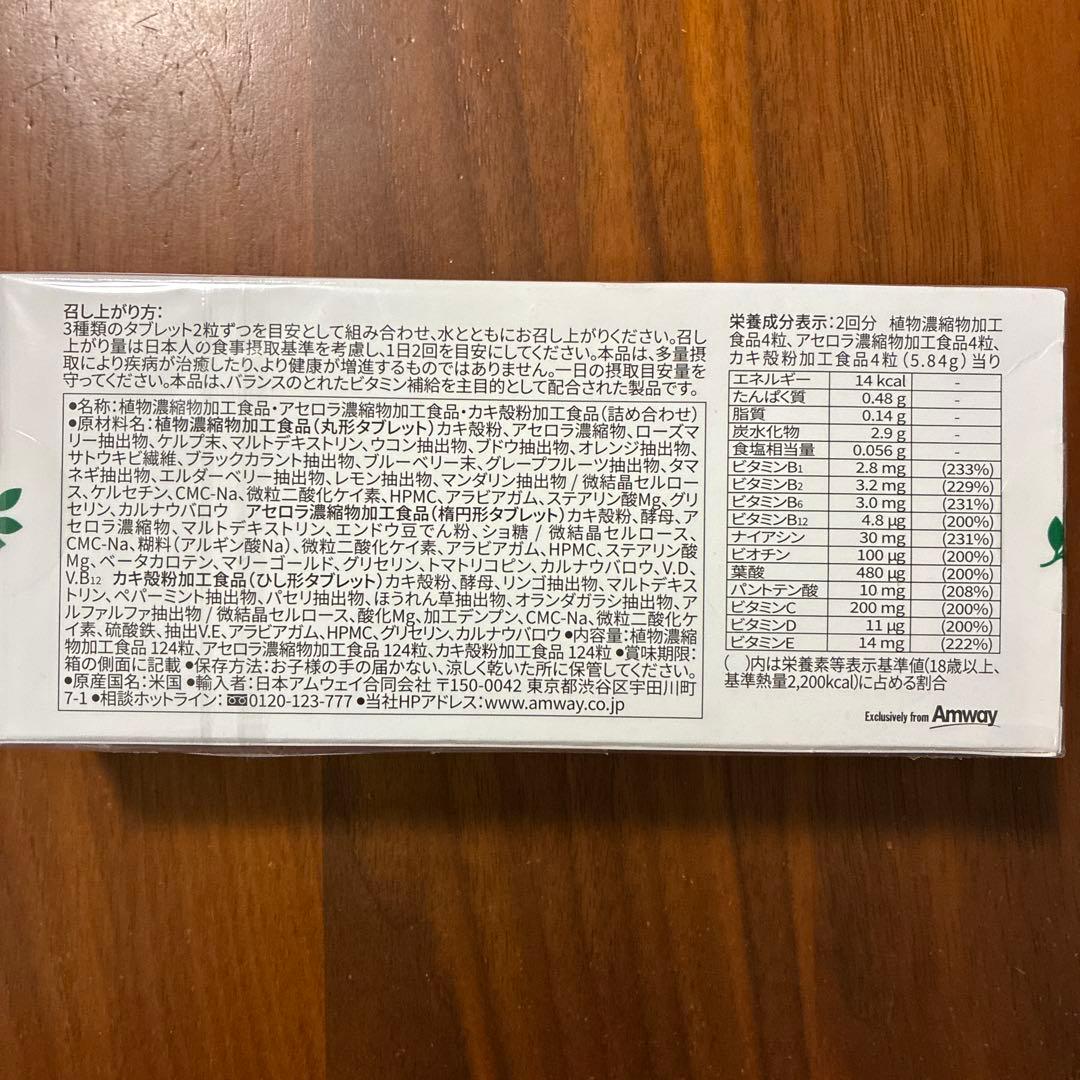 召し上がり方:
3種類のタブレット2粒ずつを目安として組み合わせ、水とともにお召し上がりください。召し
上がり量は日本人の食事摂取基準を考慮し、1日2回を目安にしてください。本品は、多量摂
取により疾病が治癒したり、より健康が増進するものではありません。一日の摂取目安量を
守ってください。本品は、バランスのとれたビタミン補給を主目的として配合された製品です。
●名称:植物濃縮物加工食品・アセロラ濃縮物加工食品・カキ殻粉加工食品(詰め合わせ)
●原材料名:植物濃縮物加工食品(丸形タブレット)カキ殻粉、アセロラ濃縮物、ローズマ
リー抽出物、ケルプ末、マルトデキストリン、ウコン抽出物、ブドウ抽出物、オレンジ抽出物、
サトウキビ繊維、ブラックカラント抽出物、ブルーベリー末、グレープフルーツ抽出物、タマ
ネギ抽出物、エルダーベリー抽出物、レモン抽出物、マンダリン抽出物/微結晶セルロー
ス、ケルセチン、CMC-Na、微粒二酸化ケイ素、HPMC、アラビアガム、ステアリン酸Mg、グリ
セリン、カルナウバロウ アセロラ濃縮物加工食品(楕円形タブレット)カキ殻粉、酵母、ア
セロラ濃縮物、マルトデキストリン、エンドウ豆でん粉、ショ糖/微結晶セルロース、
CMC-Na、糊料(アルギン酸Na)、微粒二酸化ケイ素、アラビアガム、HPMC、ステアリン酸
Mg、ベータカロテン、マリーゴールド、グリセリン、トマトリコピン、カルナウバロウ、V.D、
V.B12 カキ殻粉加工食品(ひし形タブレット)カキ殻粉、酵母、リンゴ抽出物、マルトデキス
トリン、ペパーミント抽出物、パセリ抽出物、ほうれん草抽出物、オランダガラシ抽出物、ア
ルファルファ抽出物/微結晶セルロース、酸化Mg、加工デンプン、CMC-Na、微粒二酸化ケ
イ素、硫酸鉄、抽出V.E、アラビアガム、HPMC、グリセリン、カルナウバロウ ●内容量:植物濃縮
物加工食品 124粒、アセロラ濃縮物加工食品 124粒、カキ殻粉加工食品 124粒 ●賞味期限:
箱の側面に記載 ●保存方法:お子様の手の届かない、涼しく乾いた所に保管してください。
●原産国名:米国 ●輸入者:日本アムウェイ合同会社 〒150-0042 東京都渋谷区宇田川町
7-1 ●相談ホットライン:0120-123-777 ●当社HPアドレス:www.amway.co.jp
栄養成分表示:2回分 植物濃縮物加工
食品4粒、アセロラ濃縮物加工食品4粒、
カキ殻粉加工食品4粒(5.84g)当り
エネルギー 14 kcal -
たんぱく質 0.48 g -
脂質 0.14 g -
炭水化物 2.9 g -
食塩相当量 0.056 g -
ビタミンB1 2.8 mg (233%)
ビタミンB2 3.2 mg (229%)
ビタミンB6 3.0 mg (231%)
ビタミンB12 4.8 μg (200%)
ナイアシン 30 mg (231%)
ビオチン 100 μg (200%)
葉酸 480 μg (200%)
パントテン酸 10 mg (208%)
ビタミンC 200 mg (200%)
ビタミンD 11 μg (200%)
ビタミンE 14 mg (222%)
( )内は栄養素等表示基準値(18歳以上、
基準熱量2,200kcal)に占める割合
Exclusively from Amway